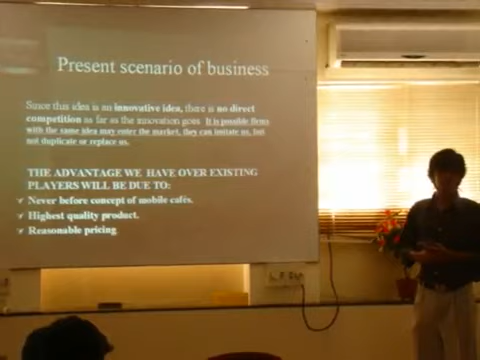 Present scenario of business
Since this idea is an innovative idea, there is no direct
competition as far as the innovation goes. It is possible firms
with the same idea may enter the market, they can imitate us, but
not duplicate or replace us.
THE ADVANTAGE WE HAVE OVER EXISTING
PLAYERS WILL BE DUE TO:
Never before concept of mobile cafés.
Highest quality product.
Reasonable pricing